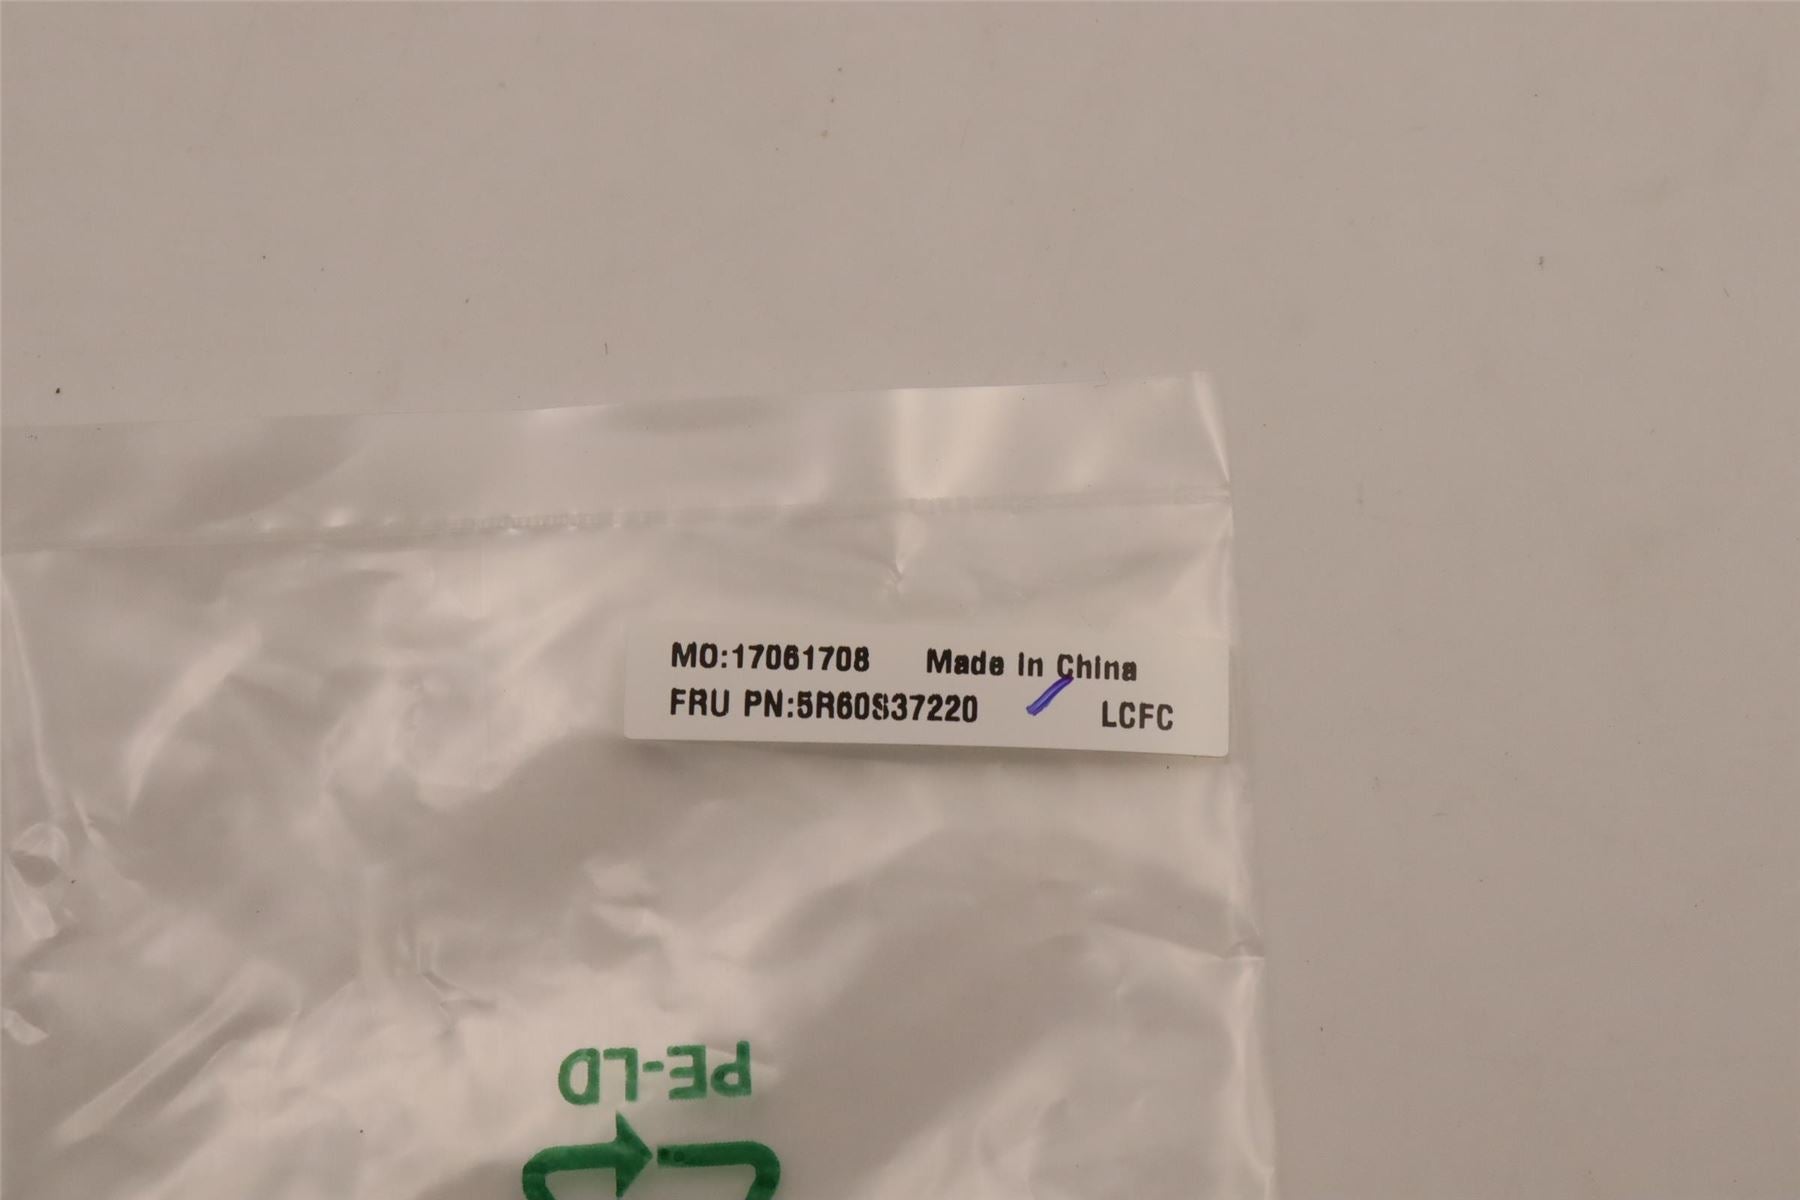 MO:17061708 Made in China
FRU PN:5R60S37220 LCFC
PE-LD